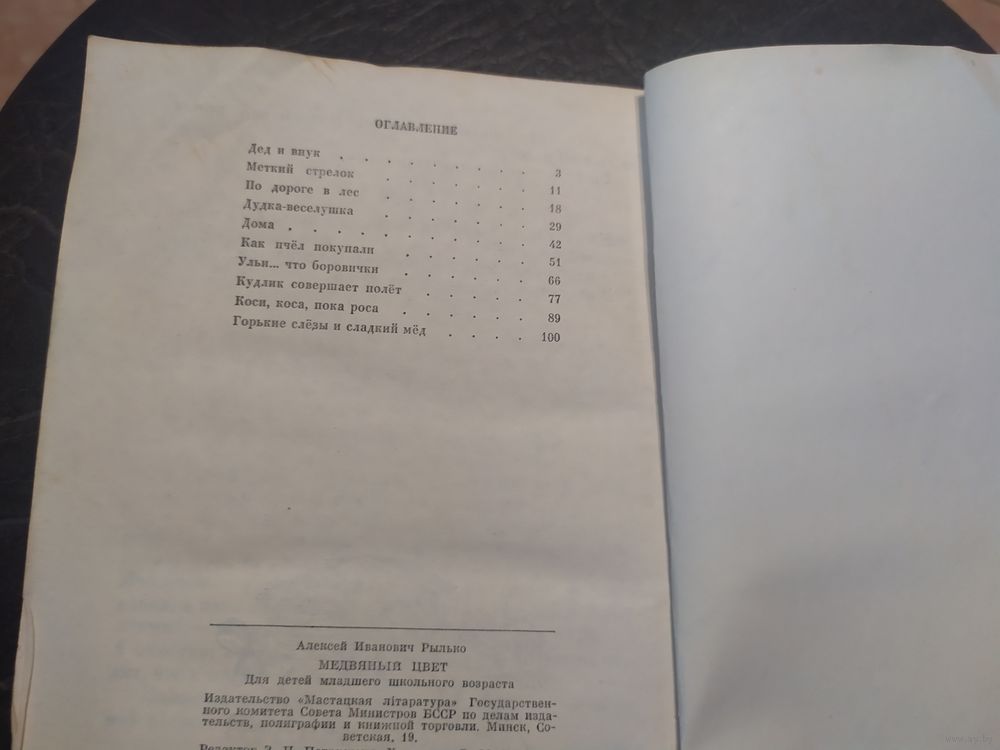 ОГЛАВЛЕНИЕ
Дед и внук . . . . . . . . . 3
Меткий стрелок . . . . . . . 11
По дороге в лес . . . . . . . 18
Дудка-веселушка . . . . . . . 29
Дома . . . . . . . . . . . 42
Как пчёл покупали . . . . . . 51
Ульи... что боровички . . . . . . 66
Кудлик совершает полёт . . . . . 77
Коси, коса, пока роса . . . . . . 89
Горькие слёзы и сладкий мёд . . . . 100
Алексей Иванович Рылько
МЕДВЯНЫЙ ЦВЕТ
Для детей младшего школьного возраста
Издательство «Мастацкая літаратура» Государствен-
ного комитета Совета Министров БССР по делам изда-
тельств, полиграфии и книжной торговли. Минск, Со-
ветская, 19.
Редактор